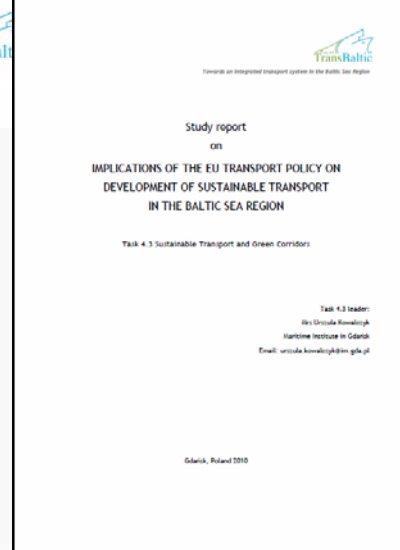 TransBaltic
Towards an integrated transport system in the Baltic Sea Region
Study report
on
IMPLICATIONS OF THE EU TRANSPORT POLICY ON
DEVELOPMENT OF SUSTAINABLE TRANSPORT
IN THE BALTIC SEA REGION
Task 4.3 Sustainable Transport and Green Corridors
Task 4.3 leader:
Mrs Urszula Kowalczyk
Maritime Institute in Gdańsk
Email: urszula.kowalczyk@im.gda.pl
Gdańsk, Poland 2010